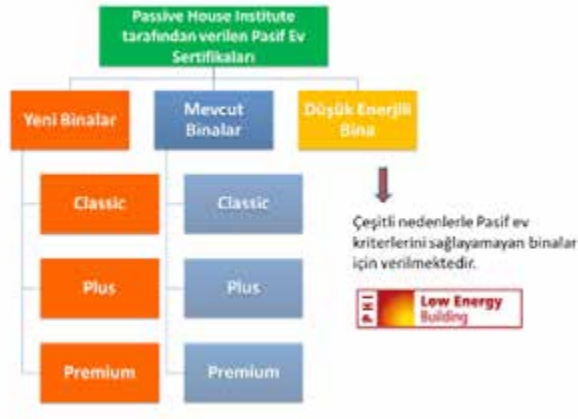 Passive House Institute
tarafından verilen Pasif Ev
Sertifikaları
Yeni Binalar
Mevcut
Binalar
Düşük Enerjili
Bina
Classic
Classic
Plus
Plus
Premium
Premium
Çeşitli nedenlerle Pasif ev
kriterlerini sağlayamayan binalar
için verilmektedir.
PHI
Low Energy
Building